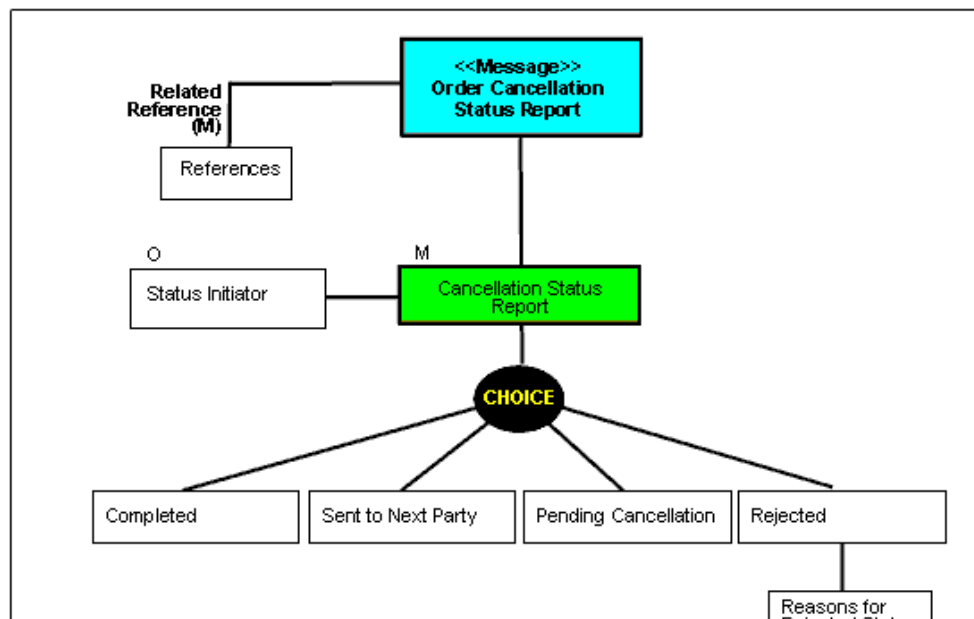 <<Message>>
Order Cancellation
Status Report
Related
Reference
(M)
References
O
M
Status Initiator
Cancellation Status
Report
CHOICE
Completed
Sent to Next Party
Pending Cancellation
Rejected
Reasons for